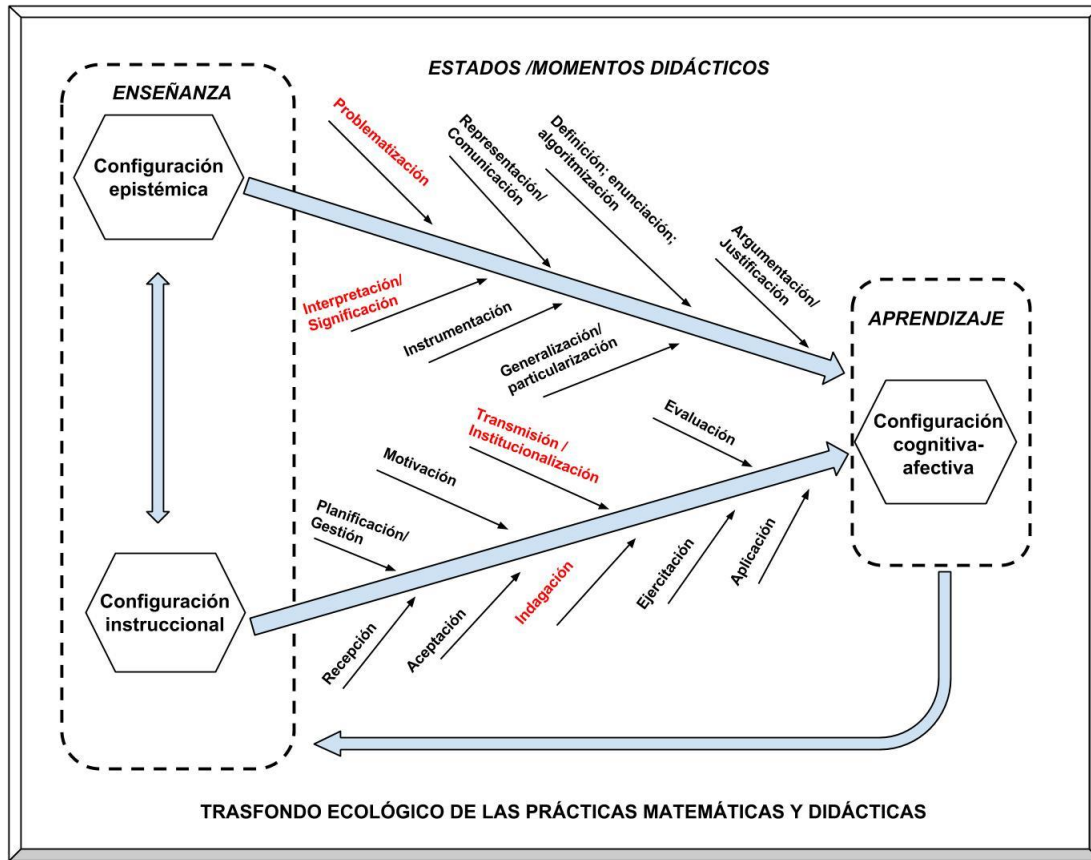 ESTADOS /MOMENTOS DIDÁCTICOS
ENSEÑANZA
Configuración
epistémica
Problematización
Representación/
Comunicación
Definición; enunciación;
algoritmización
Argumentación/
Justificación
Interpretación/
Significación
Instrumentación
Generalización/
particularización
APRENDIZAJE
Configuración
cognitiva-
afectiva
Planificación/
Gestión
Motivación
Transmisión /
Institucionalización
Evaluación
Configuración
instruccional
Recepción
Aceptación
Indagación
Ejercitación
Aplicación
TRASFONDO ECOLÓGICO DE LAS PRÁCTICAS MATEMÁTICAS Y DIDÁCTICAS